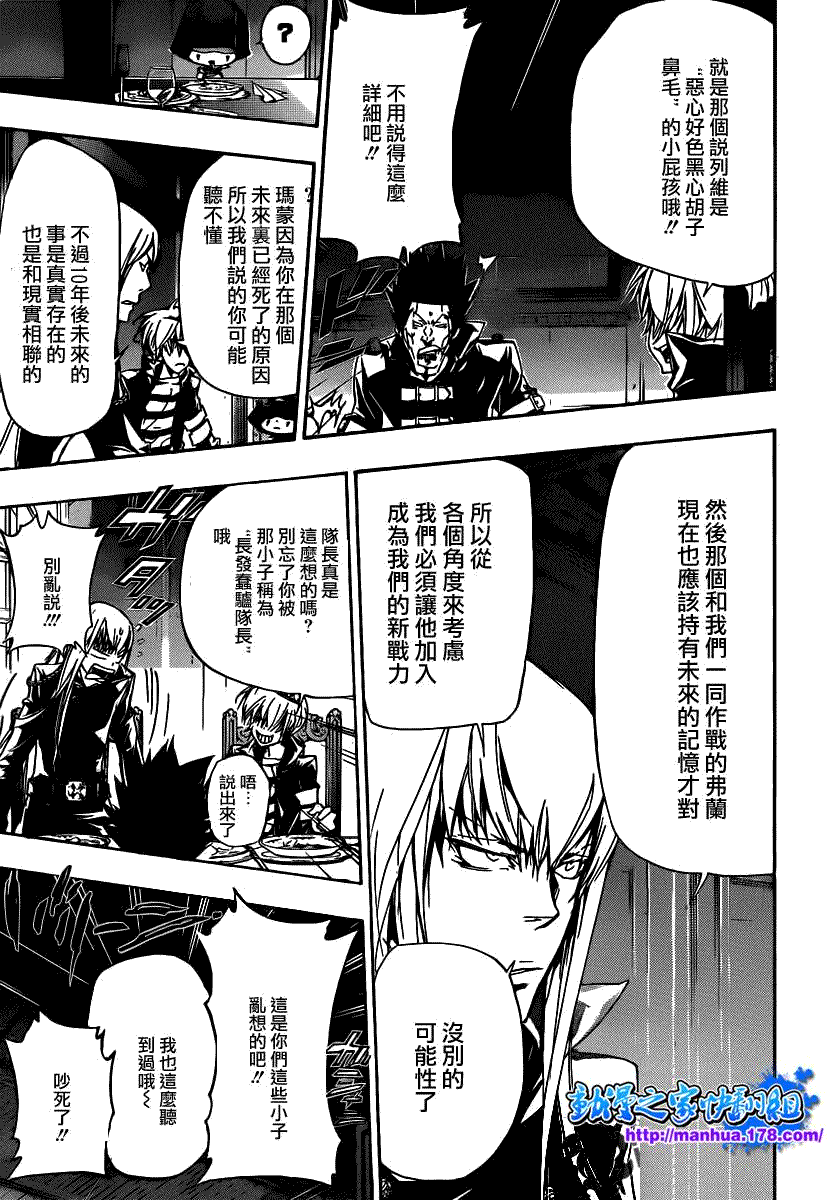 就是那個説列維是
"惡心好色黑心胡子
鼻毛"的小屁孩哦!!
不用説得這麼
詳細吧!!
?
瑪蒙因為你在那個
未來裏已經死了的原因
所以我們説的你可能
聽不懂
不過10年後未來的
事是真實存在的
也是和現實相聯的
然後那個和我們一同作戰的弗蘭
現在也應該持有未來的記憶才對
所以從
各個角度來考慮
我們必須讓他加入
成為我們的新戰力
沒別的
可能性了
隊長真是
這麼想的嗎?
別忘了你被
那小子稱為
"長發蠢驢隊長"
哦
別亂説!!!
唔…
説出來了
這是你們這些小子
亂想的吧!!
我也這麼聽
到過哦~
吵死了!!
動漫之家快翻組
http://manhua.178.com/